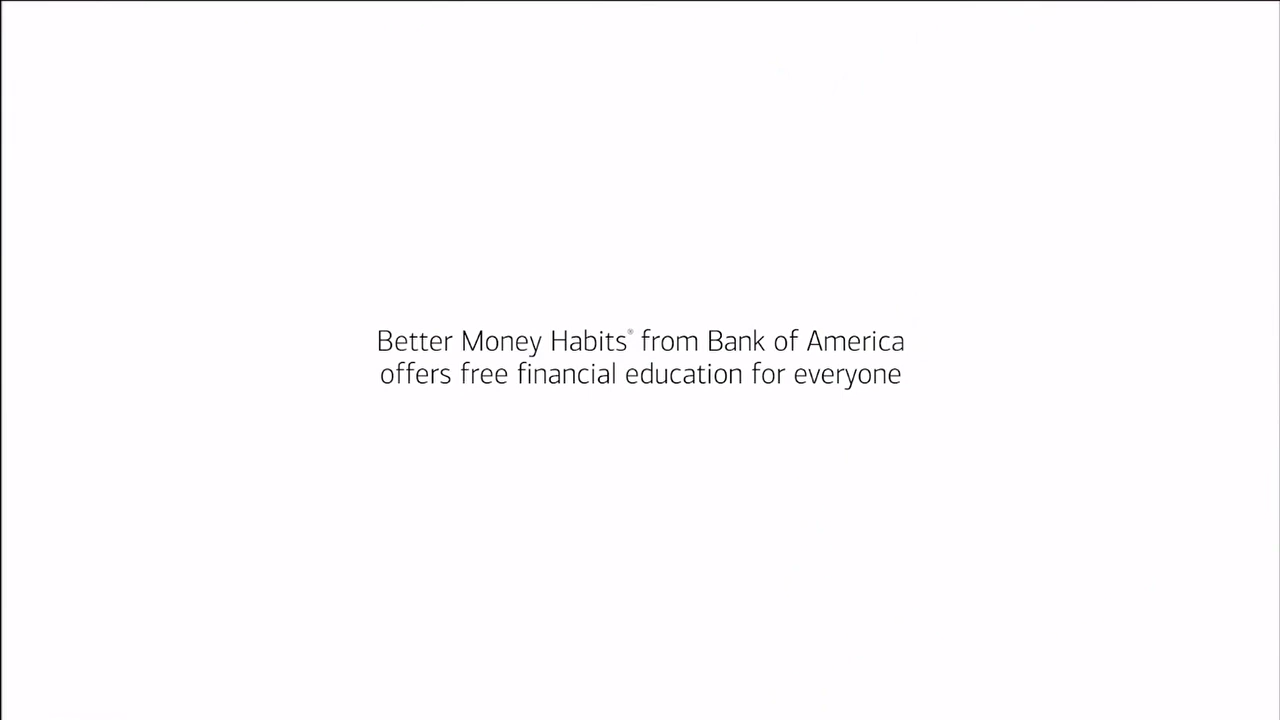 Better Money Habits® from Bank of America
offers free financial education for everyone